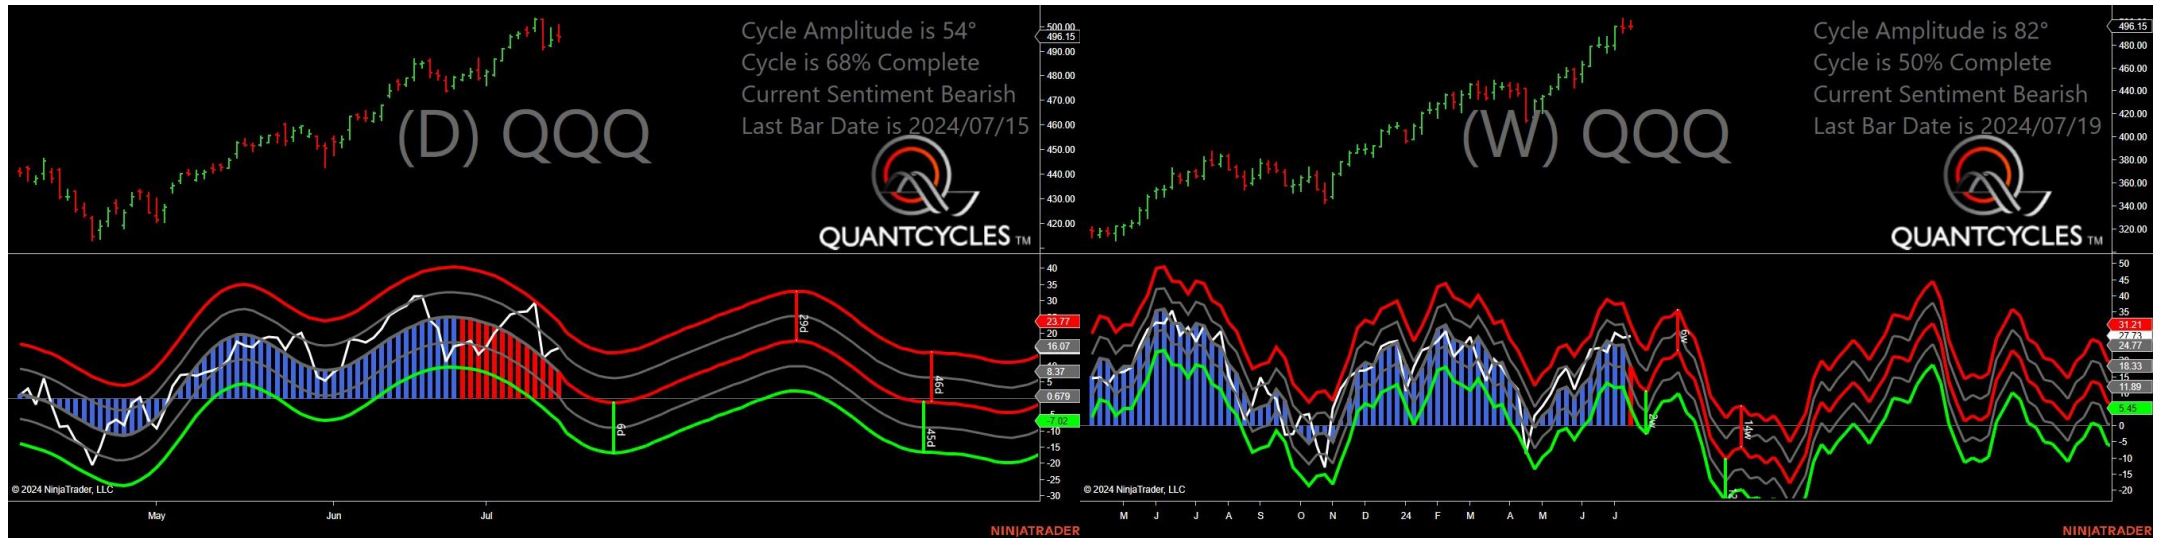 Cycle Amplitude is 54°
Cycle is 68% Complete
Current Sentiment Bearish
Last Bar Date is 2024/07/15
(D) QQQ
QUANTCYCLES TM
500.00
496.15
490.00
480.00
470.00
460.00
450.00
440.00
430.00
420.00
40
35
30
23.77
20
16.07
8.37
5
0.679
-7.02
-10
-15
-20
-25
-30
29d
46d
6d
45d
© 2024 NinjaTrader, LLC
May Jun Jul
NINJATRADER
Cycle Amplitude is 82°
Cycle is 50% Complete
Current Sentiment Bearish
Last Bar Date is 2024/07/19
(W) QQQ
QUANTCYCLES TM
496.15
480.00
460.00
440.00
420.00
400.00
380.00
360.00
340.00
320.00
50
45
40
35
31.21
27.73
24.77
18.33
15
11.89
5.45
0
-5
-10
-15
-20
6w
2w
14w
© 2024 NinjaTrader, LLC
M J J A S O N D 24 F M A M J J
NINJATRADER